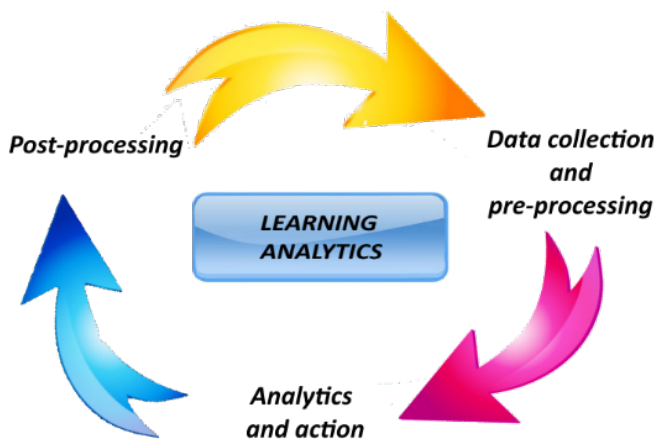 Post-processing
Data collection
and
pre-processing
LEARNING
ANALYTICS
Analytics
and action